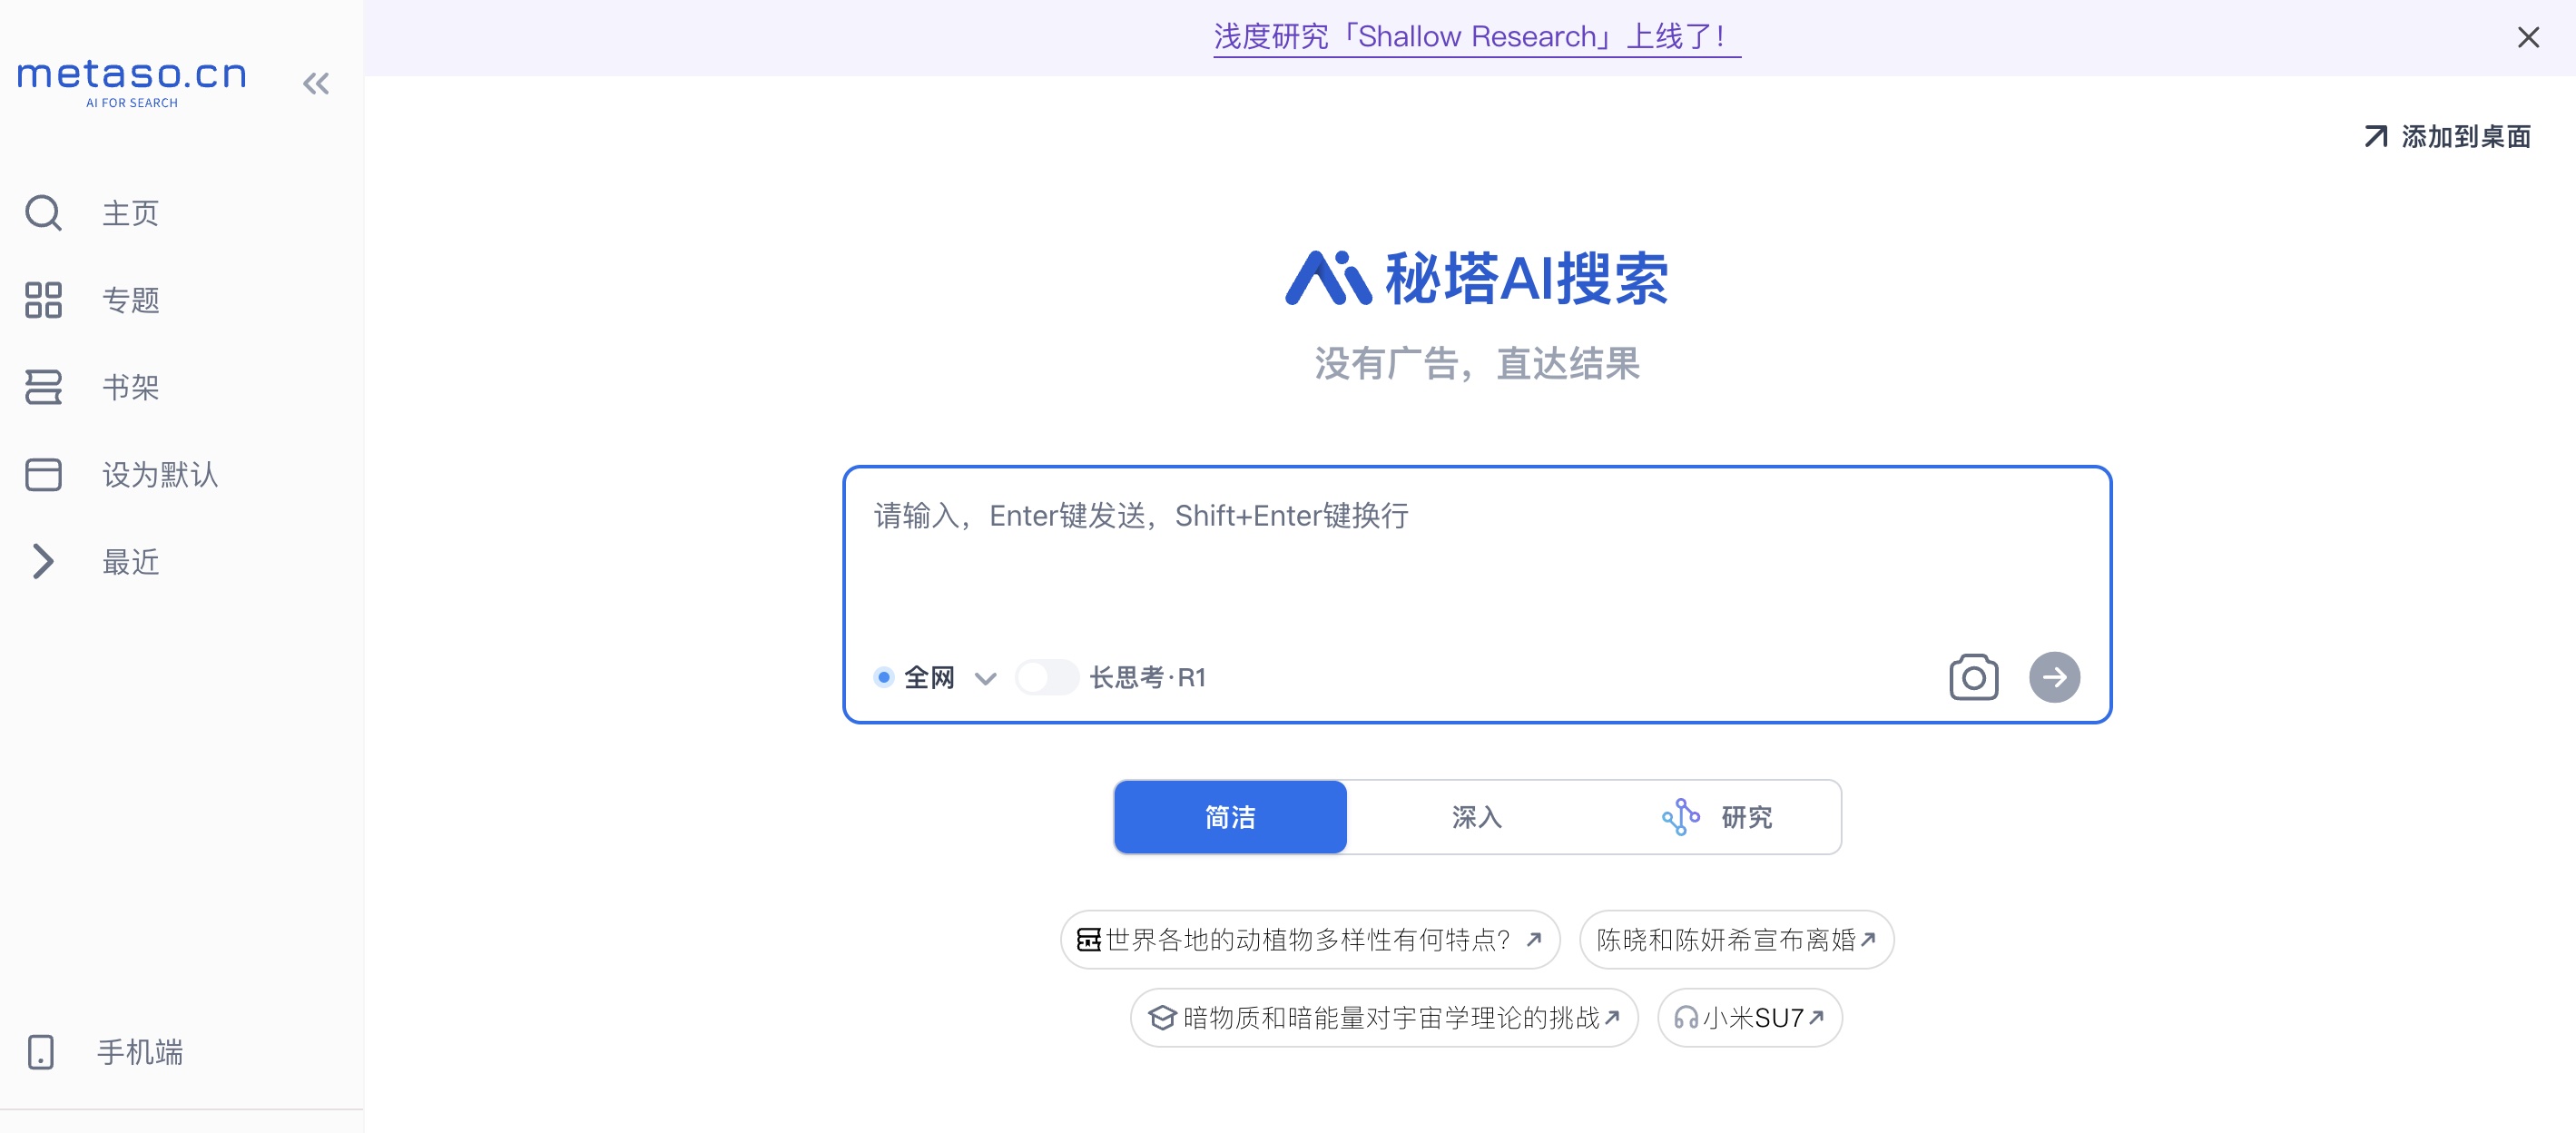 浅度研究「Shallow Research」上线了！
metaso.cn
AI FOR SEARCH
添加到桌面
主页
专题
书架
设为默认
最近
手机端
秘塔AI搜索
没有广告，直达结果
请输入，Enter键发送，Shift+Enter键换行
全网 长思考·R1
简洁 深入 研究
世界各地的动植物多样性有何特点？ 陈晓和陈妍希宣布离婚
暗物质和暗能量对宇宙学理论的挑战 小米SU7